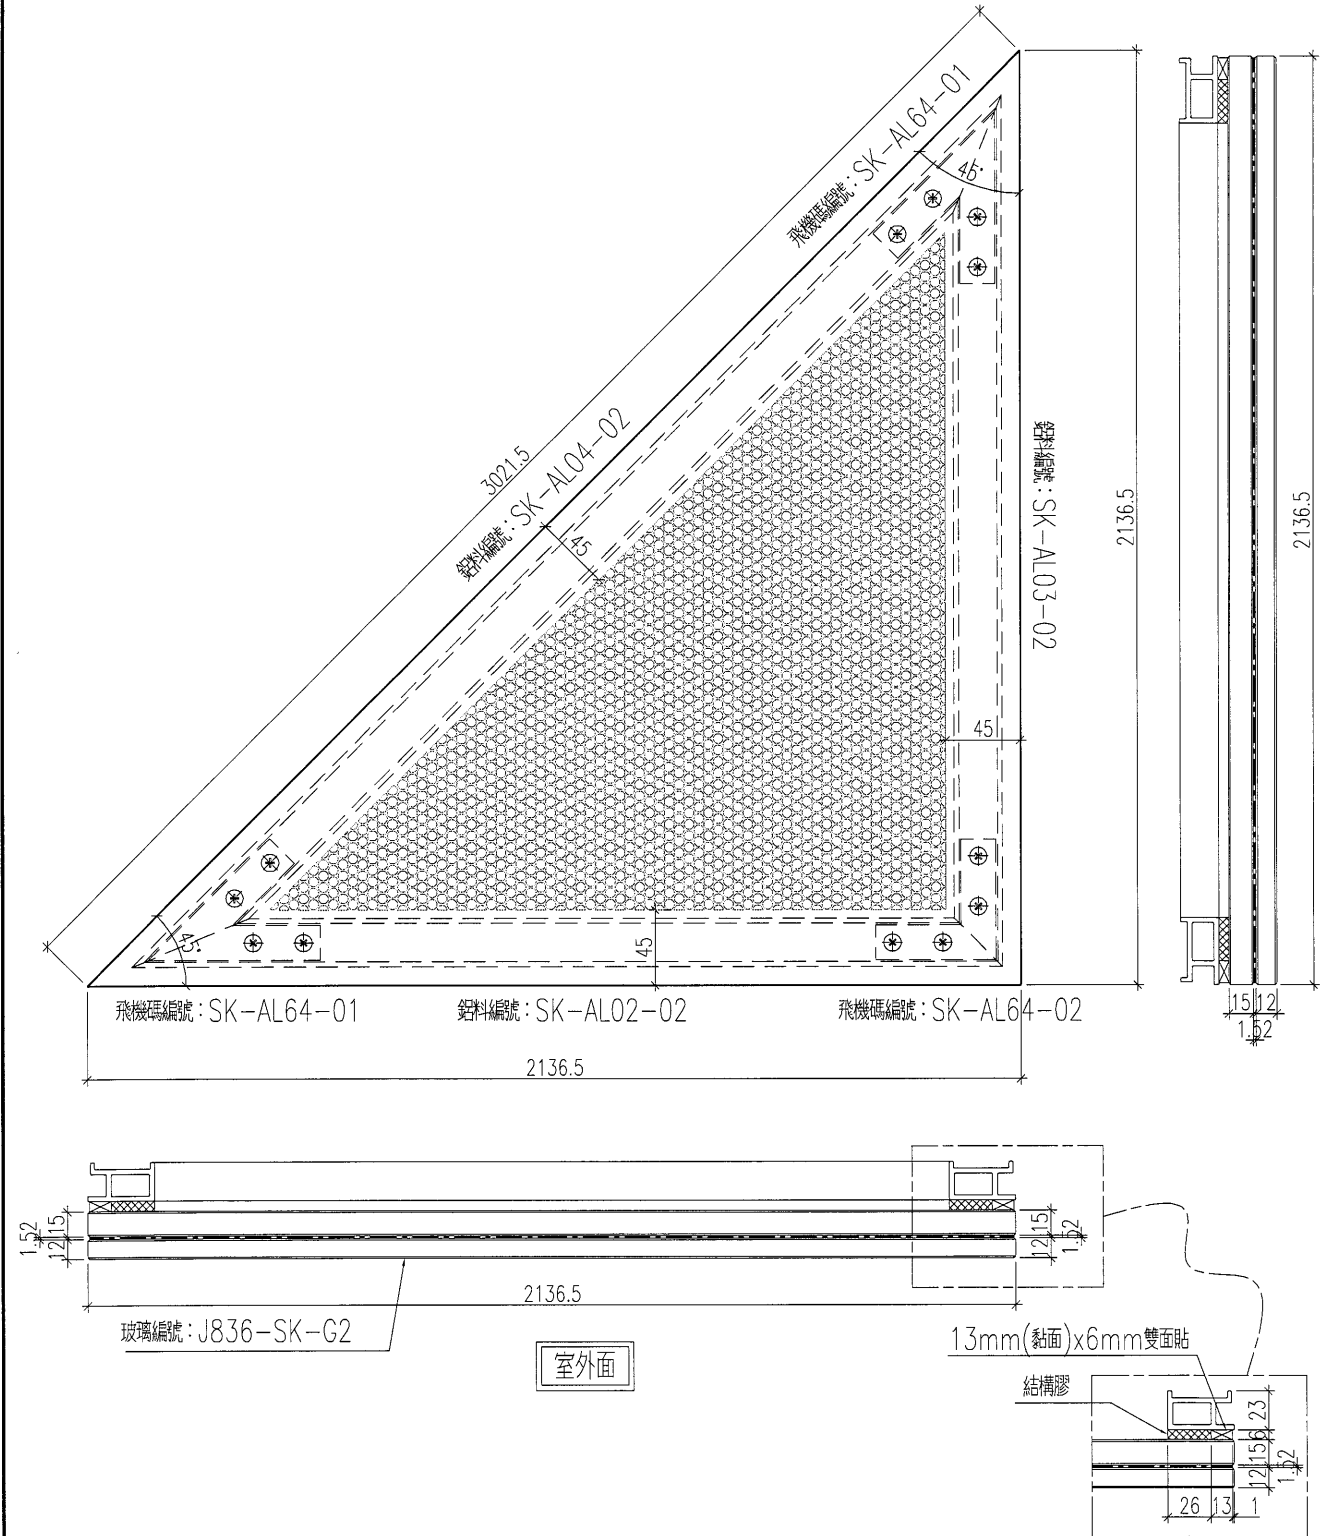 飛機碼編號：SK-AL64-01
45°
鋁料編號：SK-AL03-02
2136.5
2136.5
3021.5
鋁料編號：SK-AL04-02
45
45
45
45°
飛機碼編號：SK-AL64-01
鋁料編號：SK-AL02-02
飛機碼編號：SK-AL64-02
15
12
1.52
2136.5
1.52
12
15
12
15
1.52
2136.5
玻璃編號：J836-SK-G2
室外面
13mm(黏面)x6mm雙面貼
結構膠
23
6
15
12
1.52
26
13
1